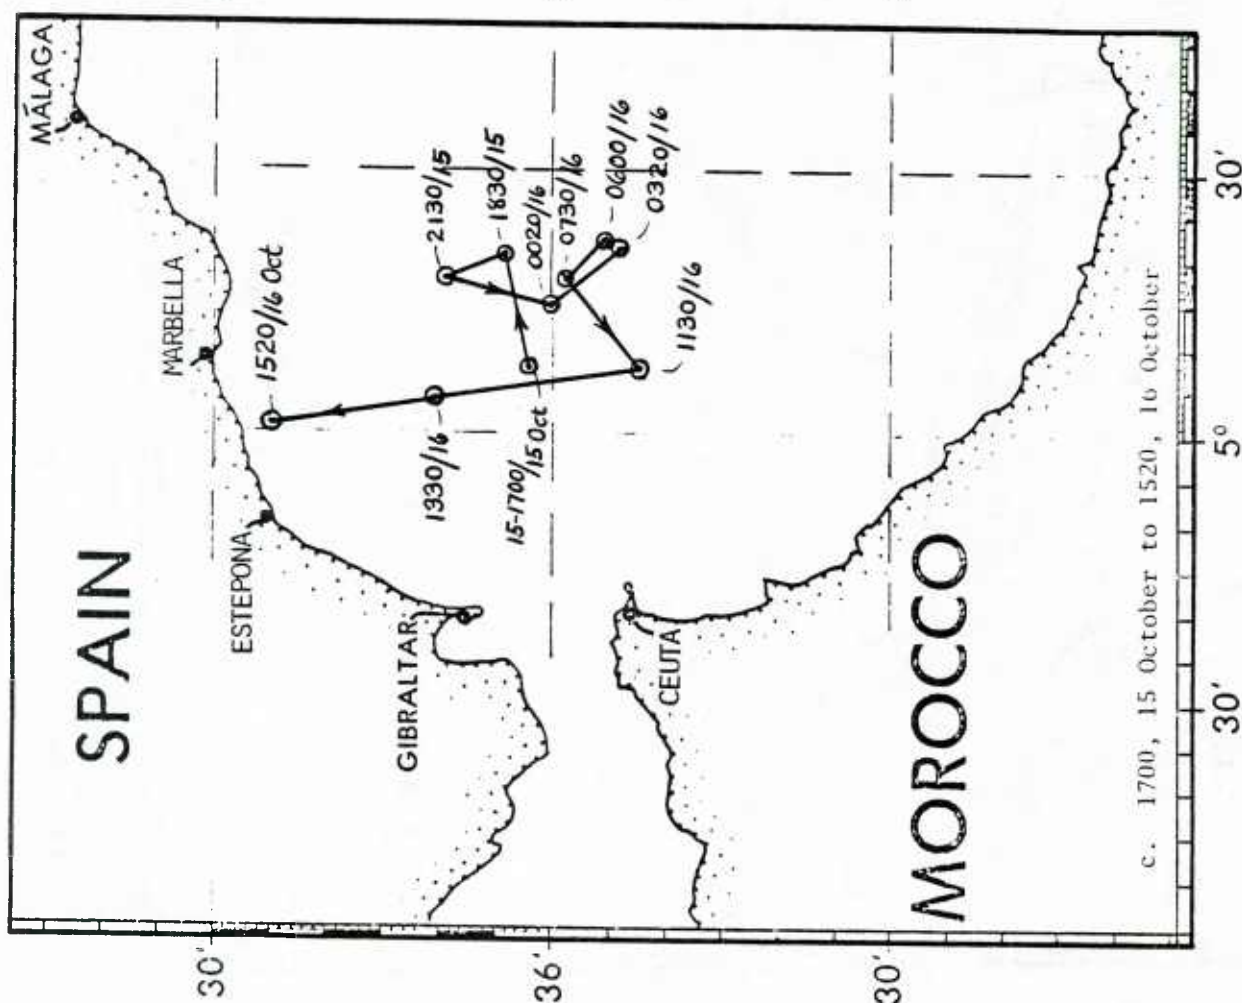 SPAIN
MÁLAGA
MARBELLA
ESTEPONA
GIBRALTAR
CEUTA
MOROCCO
1520/16 Oct
1330/16
15-1700/15 Oct
2130/15
1830/15
0020/16
0730/16
0600/16
0320/16
1130/16
c. 1700, 15 October to 1520, 16 October
30'
36'
30'
30'
5°
30'